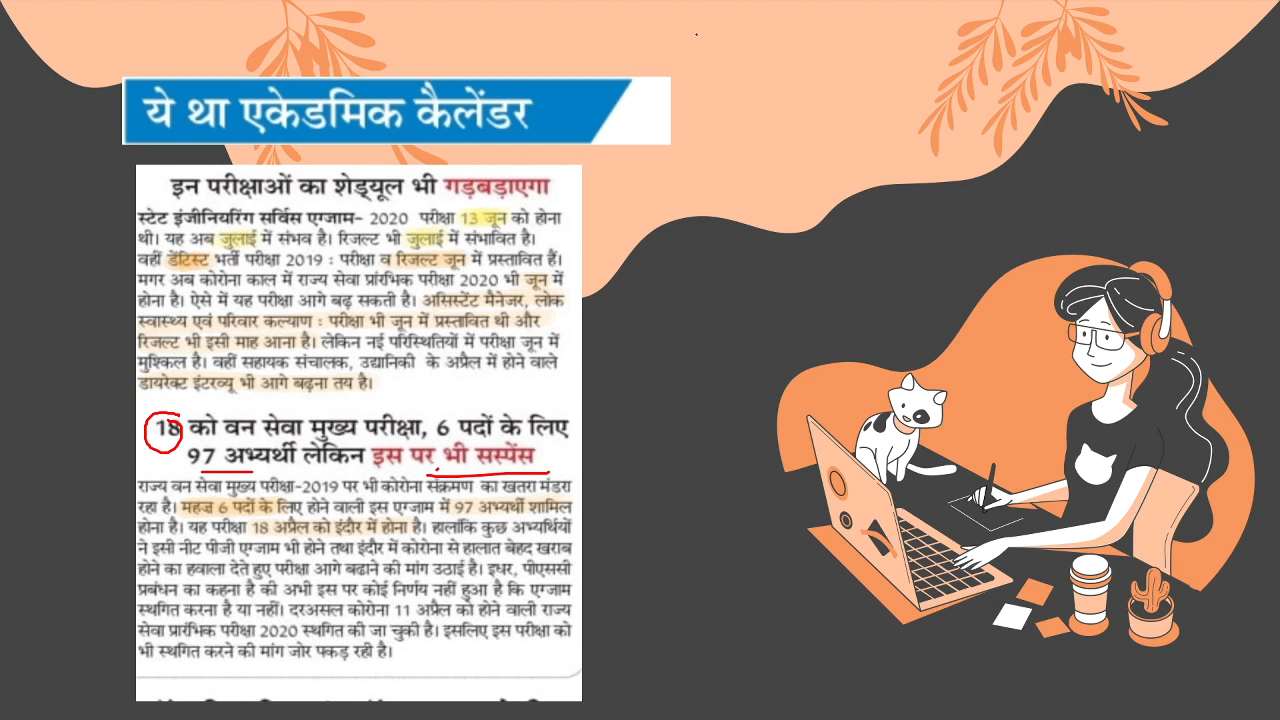 ये था एकेडमिक कैलेंडर
इन परीक्षाओं का शेड्यूल भी गड़बड़ाएगा
स्टेट इंजीनियरिंग सर्विस एग्जाम- 2020 परीक्षा 13 जून को होना
थी। यह अब जुलाई में संभव है। रिजल्ट भी जुलाई में संभावित है।
वहीं डेंटिस्ट भर्ती परीक्षा 2019 : परीक्षा व रिजल्ट जून में प्रस्तावित हैं।
मगर अब कोरोना काल में राज्य सेवा प्रांरभिक परीक्षा 2020 भी जून में
होना है। ऐसे में यह परीक्षा आगे बढ़ सकती है। असिस्टेंट मैनेजर, लोक
स्वास्थ्य एवं परिवार कल्याण : परीक्षा भी जून में प्रस्तावित थी और
रिजल्ट भी इसी माह आना है। लेकिन नई परिस्थितियों में परीक्षा जून में
मुश्किल है। वहीं सहायक संचालक, उद्यानिकी के अप्रैल में होने वाले
डायरेक्ट इंटरव्यू भी आगे बढ़ना तय है।
18 को वन सेवा मुख्य परीक्षा, 6 पदों के लिए
97 अभ्यर्थी लेकिन इस पर भी सस्पेंस
राज्य वन सेवा मुख्य परीक्षा-2019 पर भी कोरोना संक्रमण का खतरा मंडरा
रहा है। महज 6 पदों के लिए होने वाली इस एग्जाम में 97 अभ्यर्थी शामिल
होना है। यह परीक्षा 18 अप्रैल को इंदौर में होना है। हालांकि कुछ अभ्यर्थियों
ने इसी नीट पीजी एग्जाम भी होने तथा इंदौर में कोरोना से हालात बेहद खराब
होने का हवाला देते हुए परीक्षा आगे बढाने की मांग उठाई है। इधर, पीएससी
प्रबंधन का कहना है की अभी इस पर कोई निर्णय नहीं हुआ है कि एग्जाम
स्थगित करना है या नहीं। दरअसल कोरोना 11 अप्रैल को होने वाली राज्य
सेवा प्रारंभिक परीक्षा 2020 स्थगित की जा चुकी है। इसलिए इस परीक्षा को
भी स्थगित करने की मांग जोर पकड़ रही है।